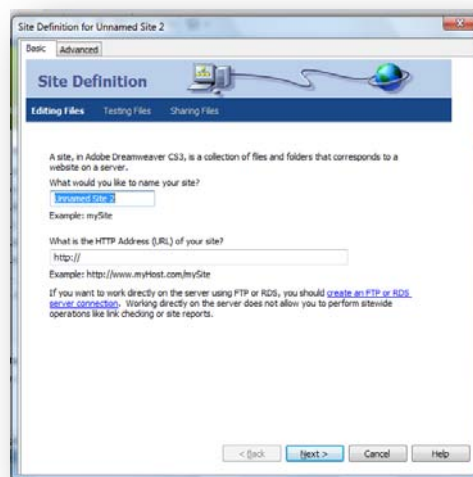 Site Definition for Unnamed Site 2
Basic Advanced
Site Definition
Editing Files Testing Files Sharing Files
A site, in Adobe Dreamweaver CS3, is a collection of files and folders that corresponds to a
website on a server.
What would you like to name your site?
Unnamed Site 2
Example: mySite
What is the HTTP Address (URL) of your site?
http://
Example: http://www.myHost.com/mySite
If you want to work directly on the server using FTP or RDS, you should create an FTP or RDS
server connection. Working directly on the server does not allow you to perform sitewide
operations like link checking or site reports.
< Back Next > Cancel Help